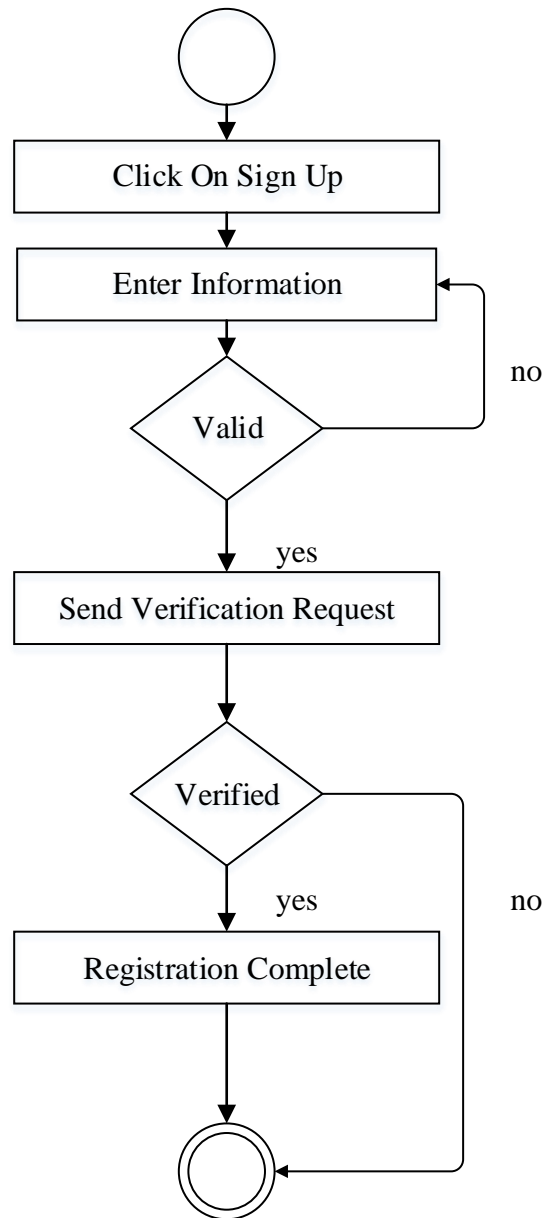 Click On Sign Up
Enter Information
no
Valid
yes
Send Verification Request
Verified
yes
no
Registration Complete